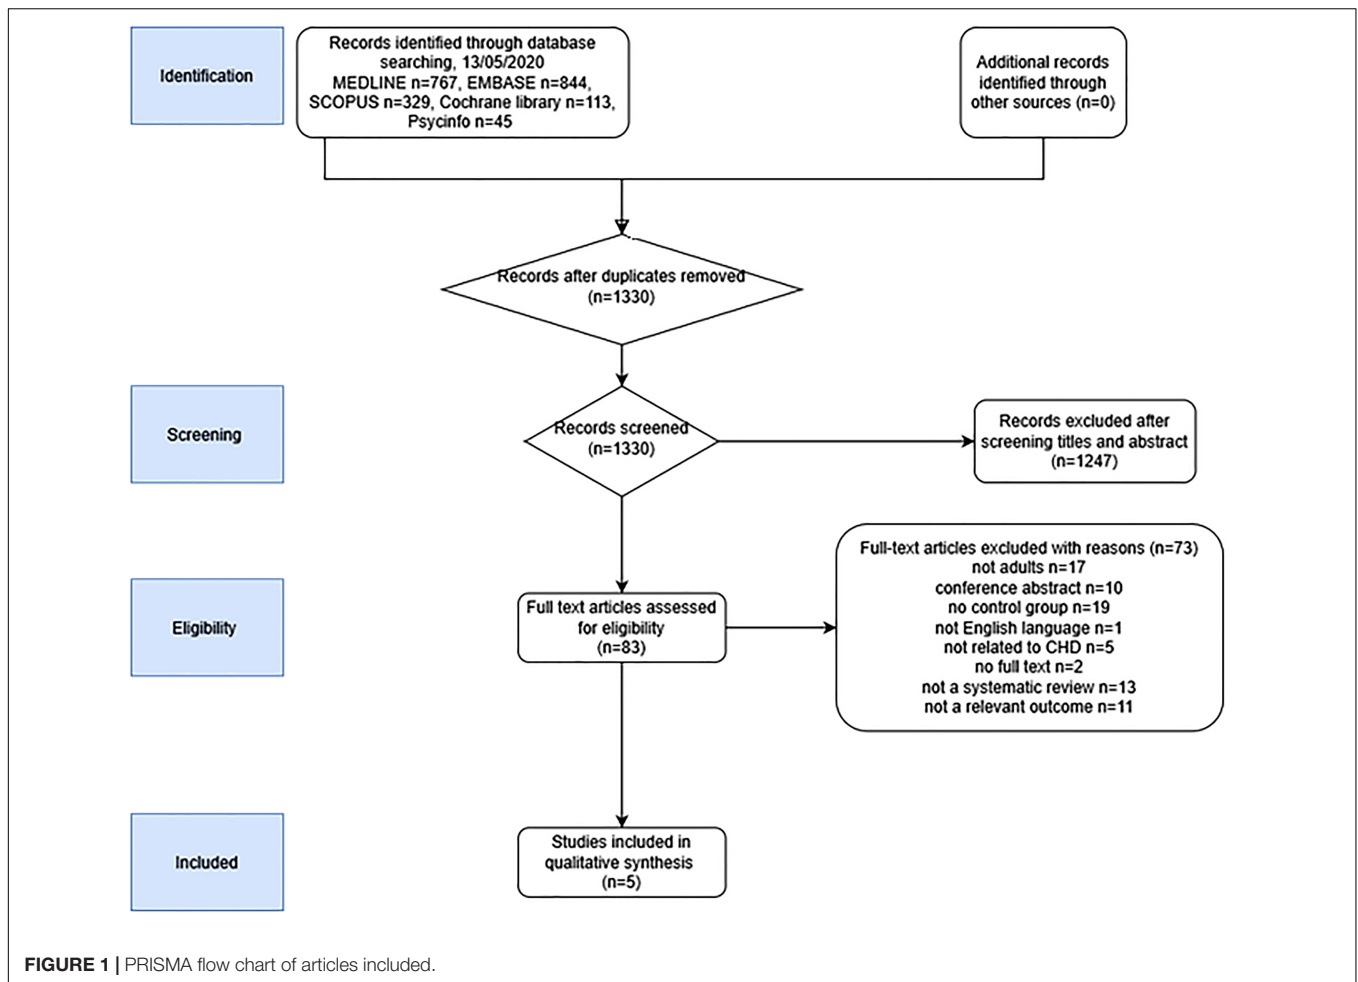 Identification
Records identified through database
searching, 13/05/2020
MEDLINE n=767, EMBASE n=844,
SCOPUS n=329, Cochrane library n=113,
Psycinfo n=45
Additional records
identified through
other sources (n=0)
Records after duplicates removed
(n=1330)
Screening
Records screened
(n=1330)
Records excluded after
screening titles and abstract
(n=1247)
Eligibility
Full text articles assessed
for eligibility
(n=83)
Full-text articles excluded with reasons (n=73)
not adults n=17
conference abstract n=10
no control group n=19
not English language n=1
not related to CHD n=5
no full text n=2
not a systematic review n=13
not a relevant outcome n=11
Included
Studies included in
qualitative synthesis
(n=5)
FIGURE 1 | PRISMA flow chart of articles included.